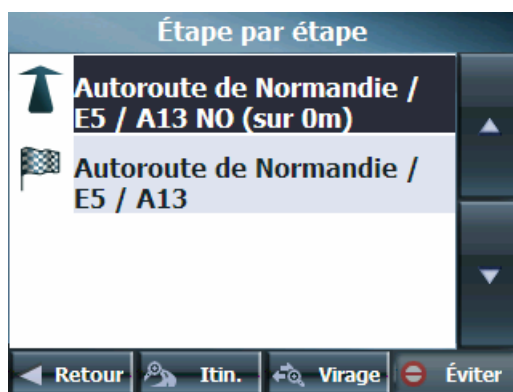 Étape par étape
Autoroute de Normandie /
E5 / A13 NO (sur 0m)
Autoroute de Normandie /
E5 / A13
Retour Itin. Virage Éviter